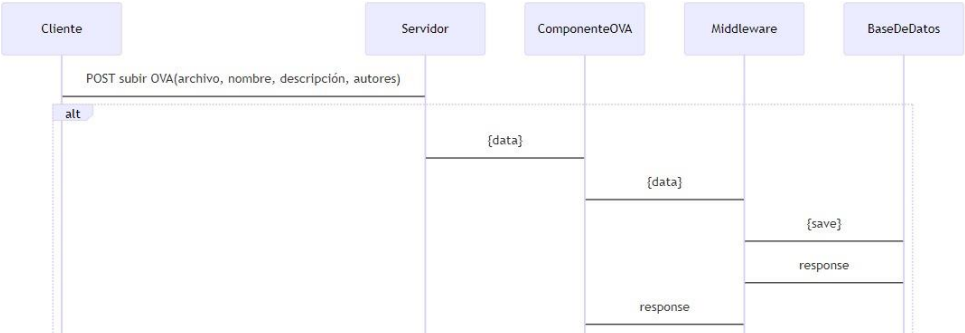 Cliente
Servidor
ComponenteOVA
Middleware
BaseDeDatos
POST subir OVA(archivo, nombre, descripción, autores)
alt
{data}
{data}
{save}
response
response